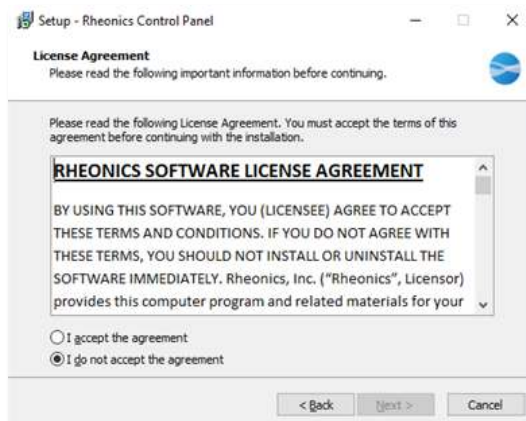 Setup - Rheonics Control Panel
License Agreement
Please read the following important information before continuing.
Please read the following License Agreement. You must accept the terms of this
agreement before continuing with the installation.
RHEONICS SOFTWARE LICENSE AGREEMENT
BY USING THIS SOFTWARE, YOU (LICENSEE) AGREE TO ACCEPT
THESE TERMS AND CONDITIONS. IF YOU DO NOT AGREE WITH
THESE TERMS, YOU SHOULD NOT INSTALL OR UNINSTALL THE
SOFTWARE IMMEDIATELY. Rheonics, Inc. ("Rheonics", Licensor)
provides this computer program and related materials for your
I accept the agreement
I do not accept the agreement
< Back Next > Cancel